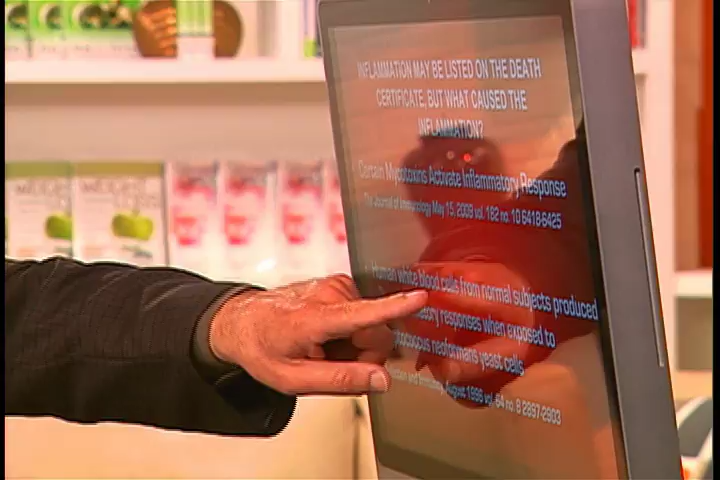 INFLAMMATION MAY BE LISTED ON THE DEATH
CERTIFICATE, BUT WHAT CAUSED THE
INFLAMMATION?
Certain Mycotoxins Activate Inflammatory Response
The Journal of Immunology May 15, 2009 vol. 182 no. 10 6418-6425
Human white blood cells from normal subjects produced
responses when exposed to
neoformans yeast cells
and August 1996 vol. 64 no. 8 2897-2903